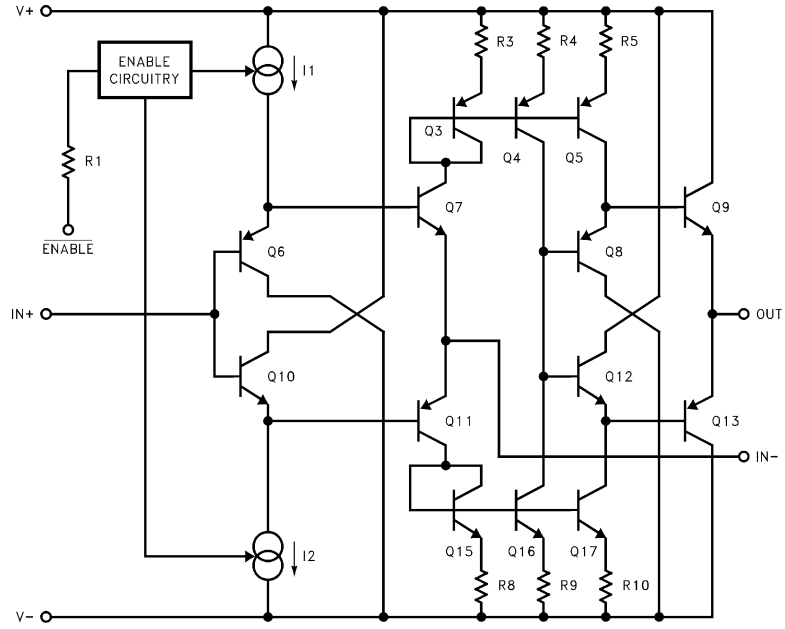 V+
R3
R4
R5
ENABLE
CIRCUITRY
I1
Q3
Q4
Q5
R1
Q7
Q9
ENABLE
Q6
Q8
IN+
OUT
Q10
Q12
Q11
Q13
IN-
Q15
Q16
Q17
I2
R8
R9
R10
V-